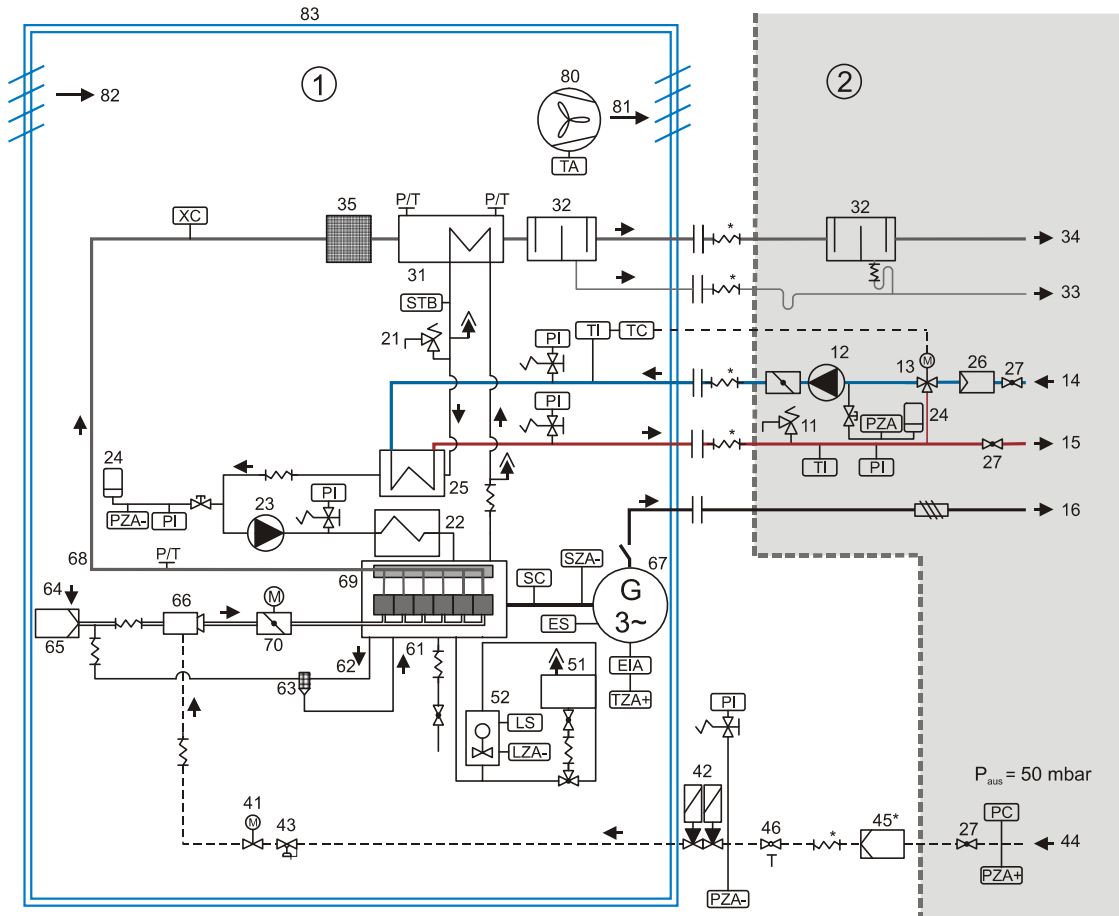 83
1
2
82
80
81
TA
XC
35
P/T
P/T
32
32
34
31
33
STB
21
PI
TI
TC
12
M
13
26
27
14
*
*
*
*
PI
11
PZA
24
15
TI
PI
27
24
25
PZA-
PI
23
PI
22
16
68
P/T
69
SC
SZA-
67
G
3~
ES
EIA
TZA+
64
65
66
M
70
62
61
63
51
52
LS
LZA-
PI
42
P aus = 50 mbar
41
M
43
46
T
*
45*
27
PC
44
PZA-
PZA+